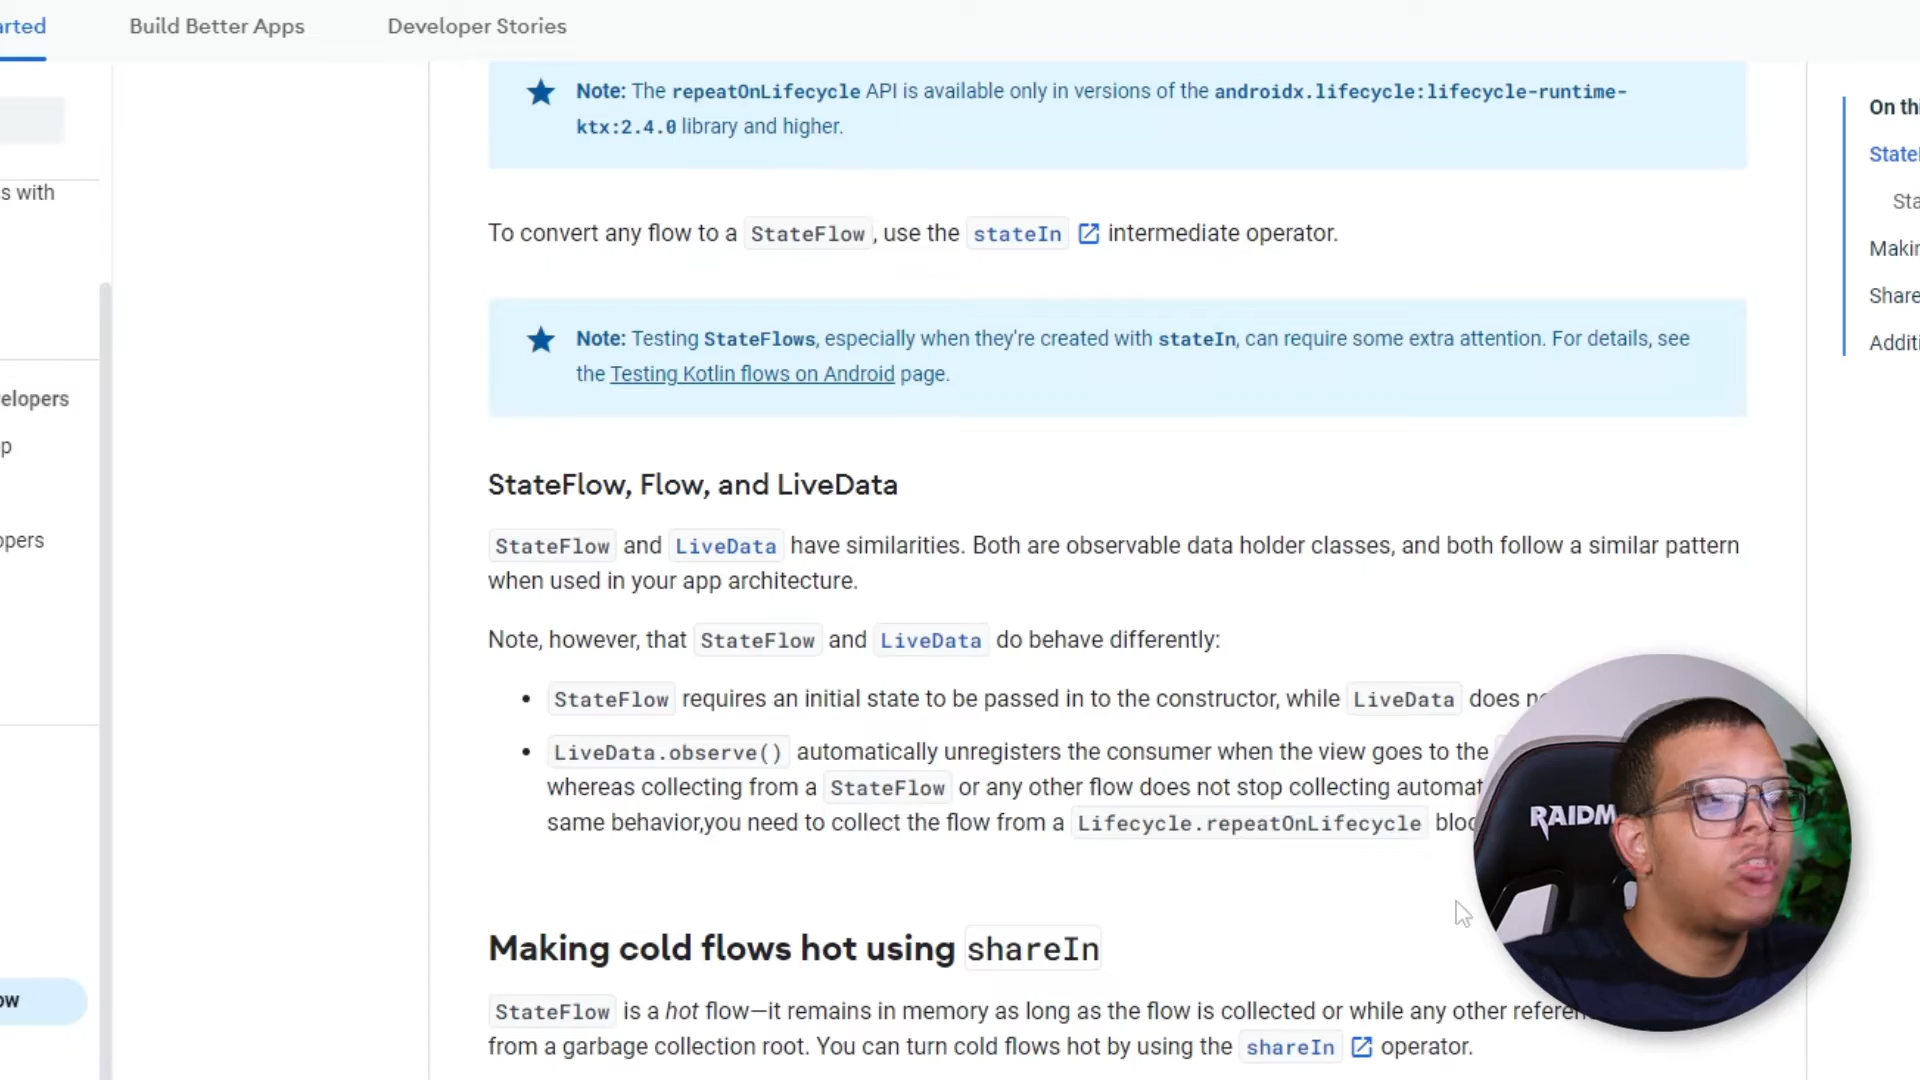 arted Build Better Apps Developer Stories
Note: The repeatOnLifecycle API is available only in versions of the androidx.lifecycle:lifecycle-runtime-
ktx:2.4.0 library and higher.
On thi
State
s with
Sta
To convert any flow to a StateFlow, use the stateIn intermediate operator.
Makin
Share
Note: Testing StateFlows, especially when they're created with stateIn, can require some extra attention. For details, see
the Testing Kotlin flows on Android page.
Additi
elopers
p
StateFlow, Flow, and LiveData
opers
StateFlow and LiveData have similarities. Both are observable data holder classes, and both follow a similar pattern
when used in your app architecture.
Note, however, that StateFlow and LiveData do behave differently:
StateFlow requires an initial state to be passed in to the constructor, while LiveData does
LiveData.observe() automatically unregisters the consumer when the view goes to the
whereas collecting from a StateFlow or any other flow does not stop collecting automat
same behavior,you need to collect the flow from a Lifecycle.repeatOnLifecycle bloc
RAIDM
Making cold flows hot using shareIn
ow
StateFlow is a hot flow—it remains in memory as long as the flow is collected or while any other referen
from a garbage collection root. You can turn cold flows hot by using the shareIn operator.